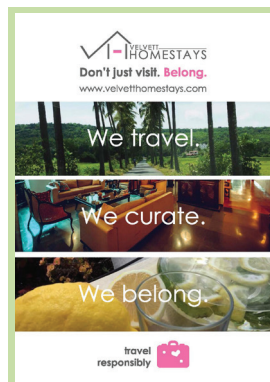 VELVETT
HOMESTAYS
Don't just visit. Belong.
www.velvetthomestays.com
We travel.
We curate.
We belong.
travel
responsibly